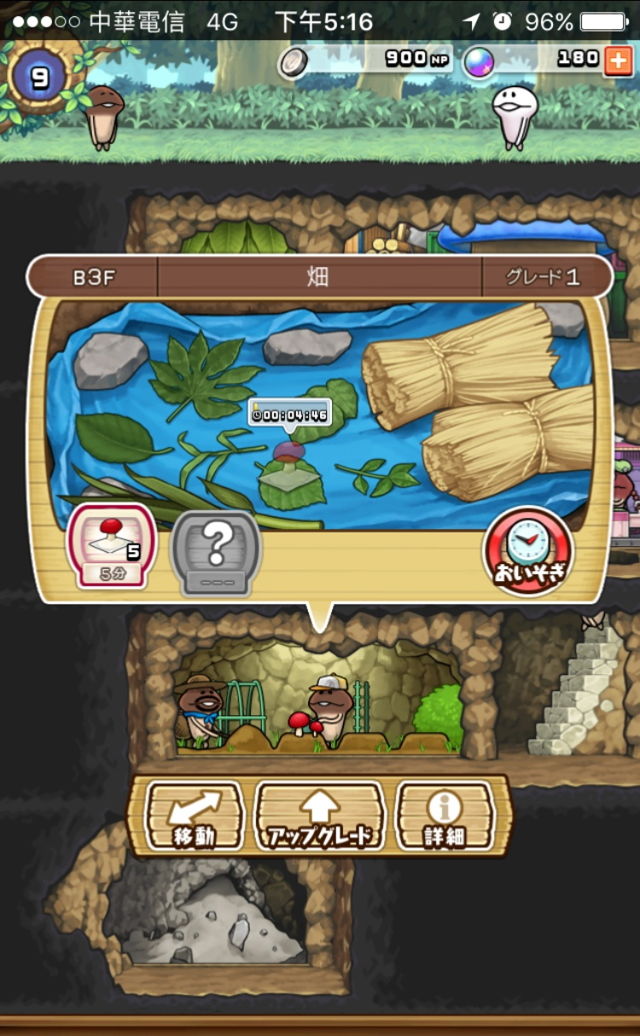 中華電信 4G 下午5:16 96%
9 900 NP 180
B3F 畑 グレード1
00:04:46
5
5分
?
---
おいそぎ
移動 アップグレード 詳細